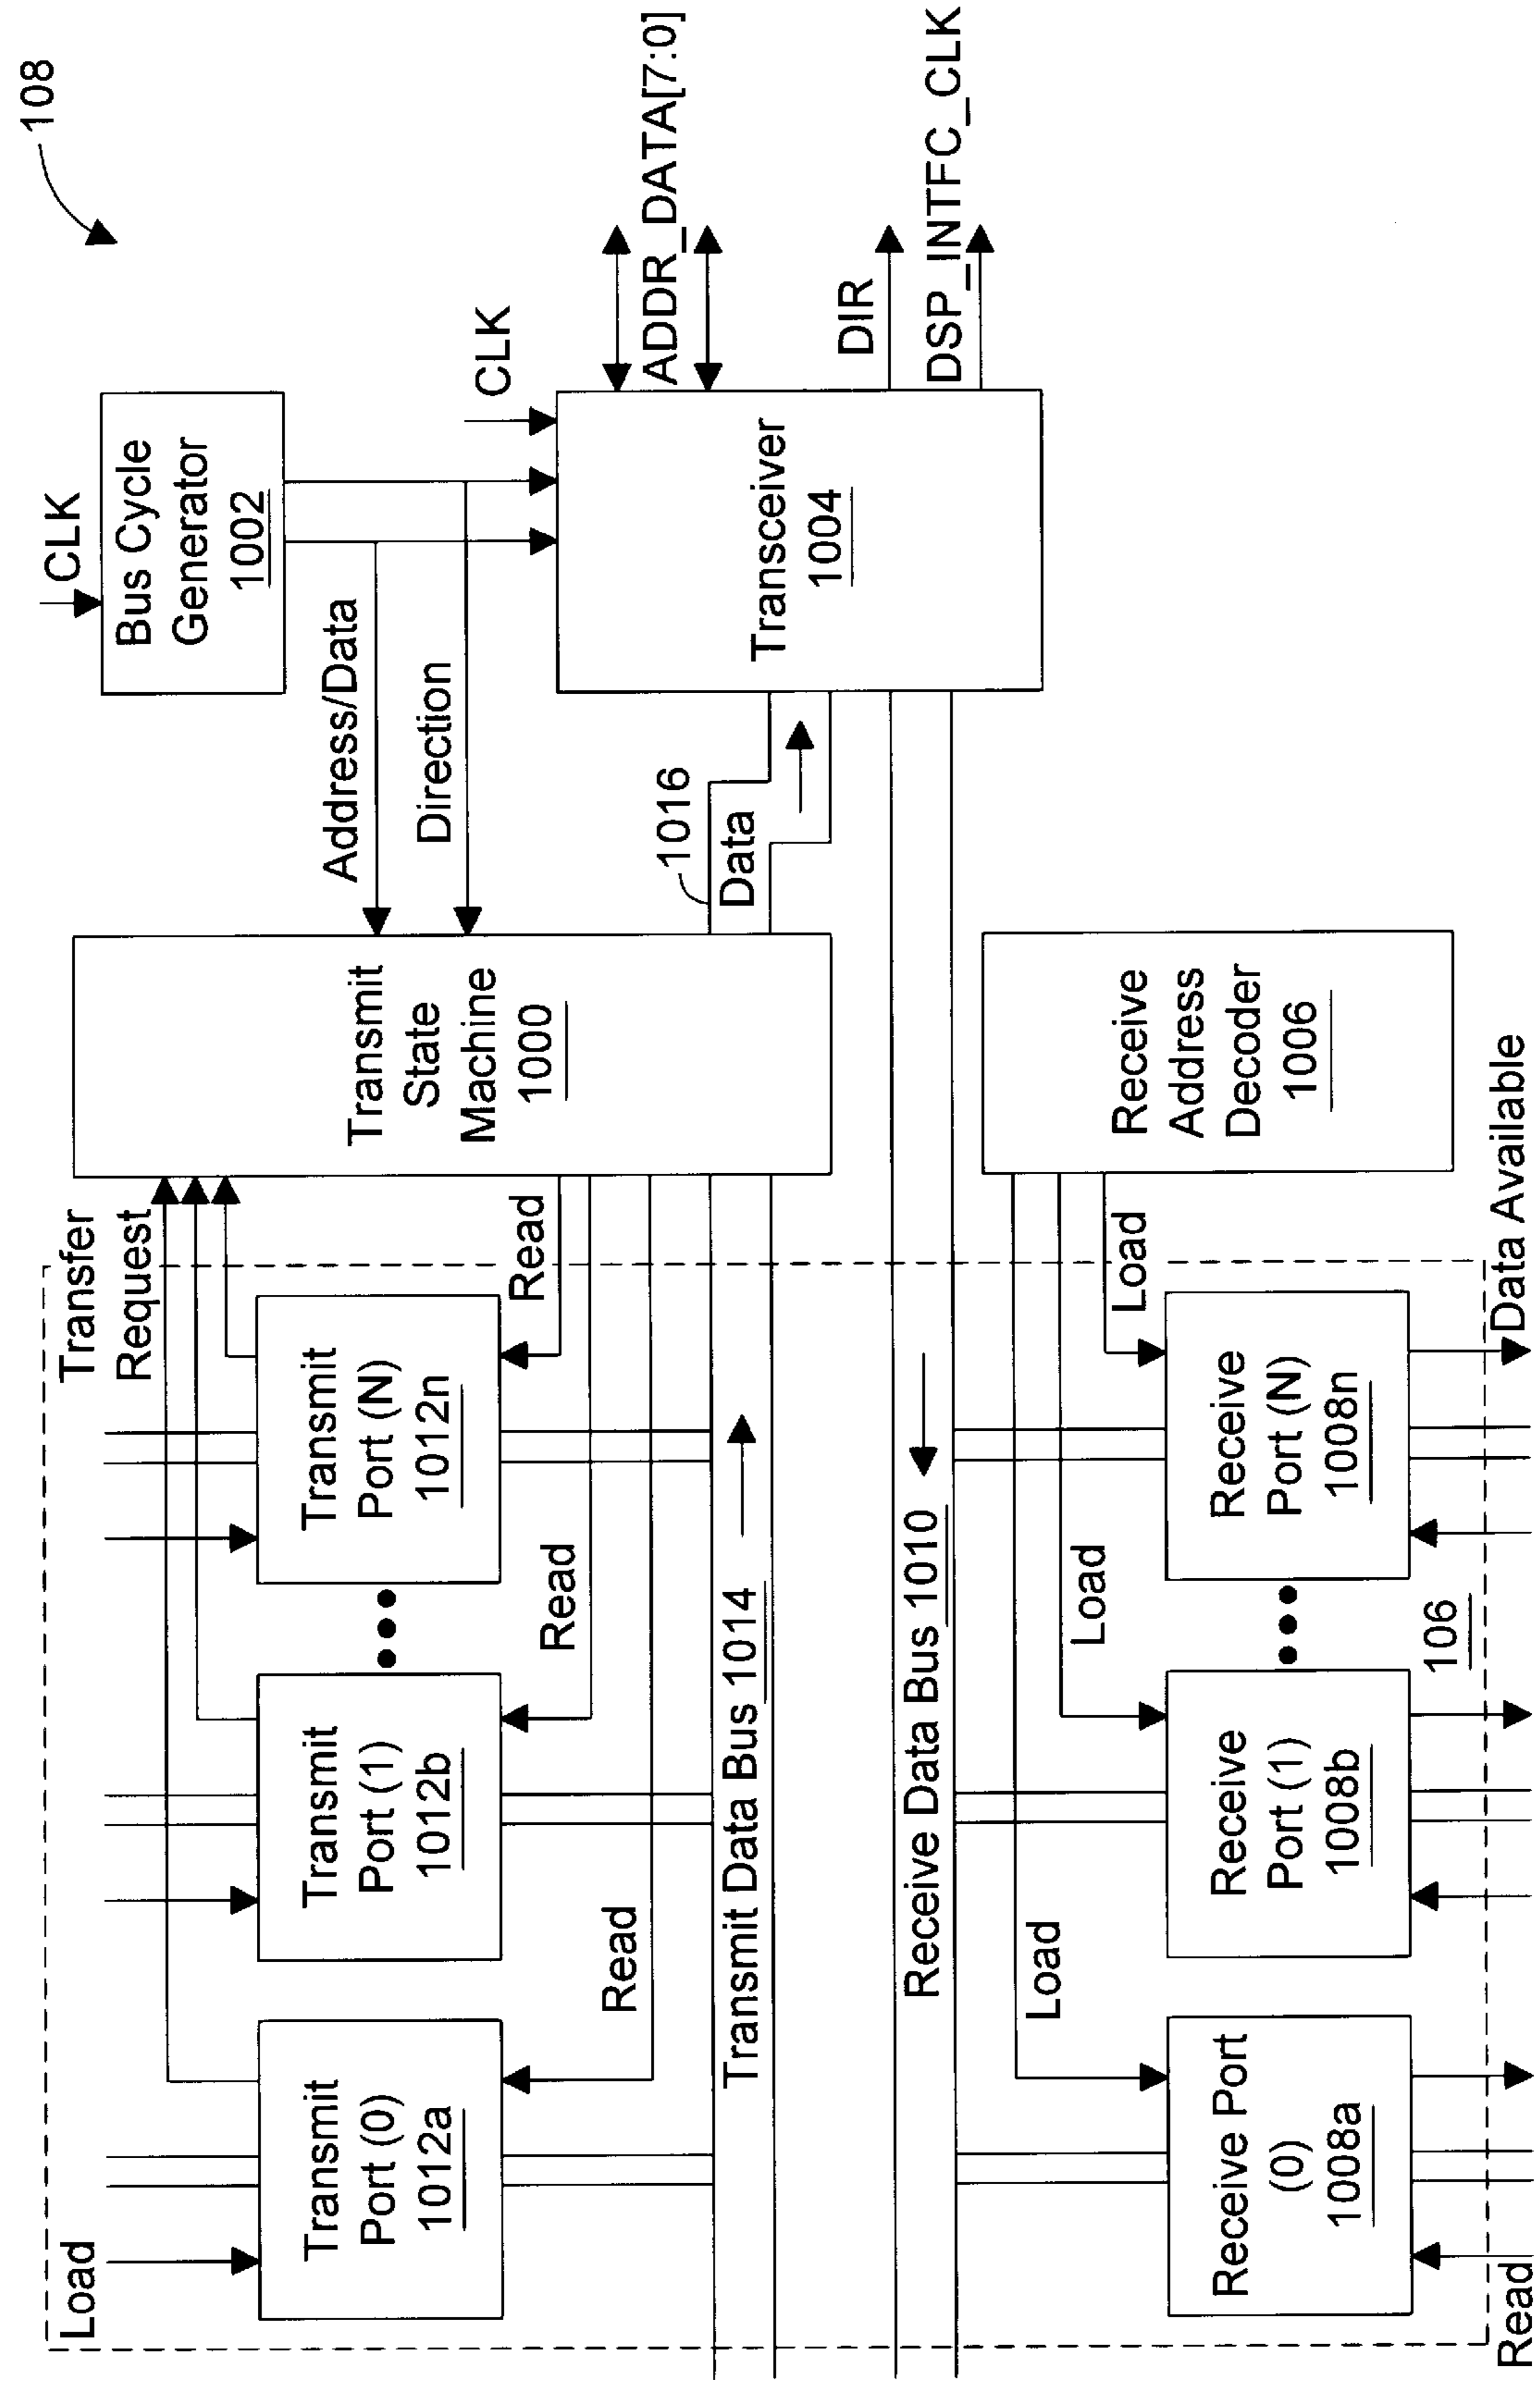 108
CLK
Bus Cycle
Generator
1002
Address/Data
Direction
CLK
ADDR_DATA[7:0]
DIR
DSP_INTFC_CLK
Transceiver
1004
1016
Data
Transmit
State
Machine
1000
Transfer
Request
Load
Transmit
Port (0)
1012a
Transmit
Port (1)
1012b
Transmit
Port (N)
1012n
Read
Read
Read
Transmit Data Bus 1014
Receive Data Bus 1010
Receive
Address
Decoder
1006
Load
Load
Load
Receive Port
(0)
1008a
Receive
Port (1)
1008b
Receive
Port (N)
1008n
106
Read
Data Available